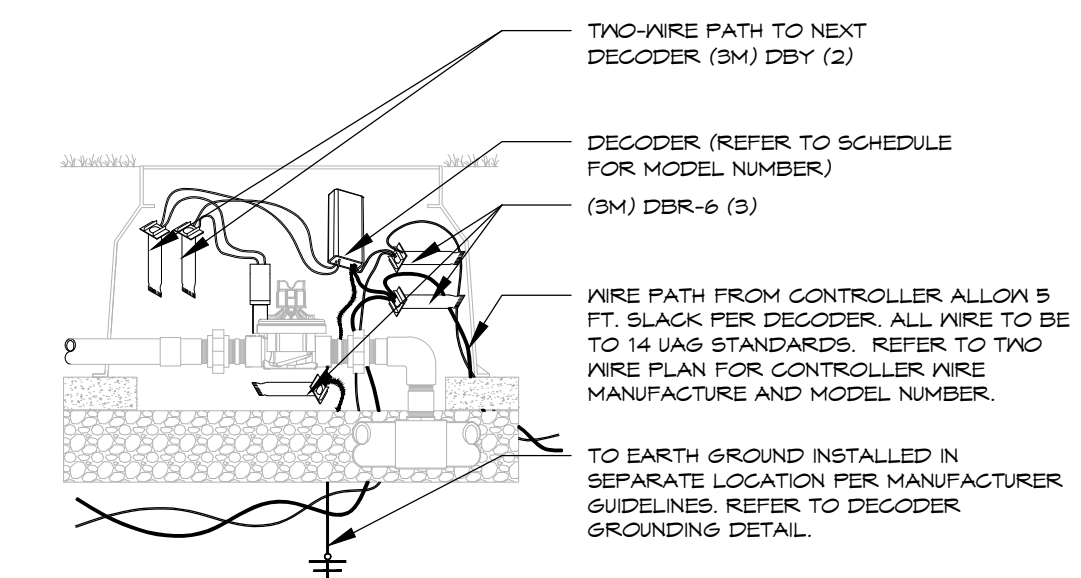 TWO-WIRE PATH TO NEXT
DECODER (3M) DBY (2)
DECODER (REFER TO SCHEDULE
FOR MODEL NUMBER)
(3M) DBR-6 (3)
WIRE PATH FROM CONTROLLER ALLOW 5
FT. SLACK PER DECODER. ALL WIRE TO BE
TO 14 UAG STANDARDS. REFER TO TWO
WIRE PLAN FOR CONTROLLER WIRE
MANUFACTURE AND MODEL NUMBER.
TO EARTH GROUND INSTALLED IN
SEPARATE LOCATION PER MANUFACTURER
GUIDELINES. REFER TO DECODER
GROUNDING DETAIL.